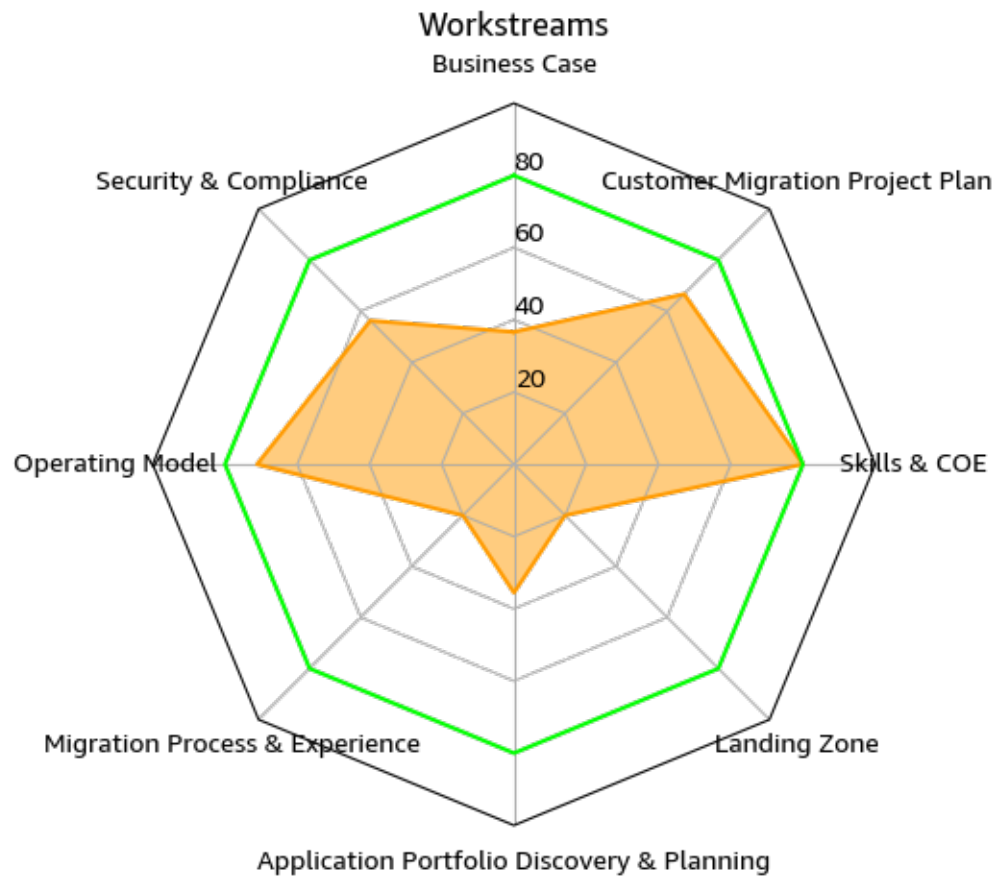 Workstreams
Business Case
80
Security & Compliance
Customer Migration Project Plan
60
40
20
Operating Model
Skills & COE
Migration Process & Experience
Landing Zone
Application Portfolio Discovery & Planning